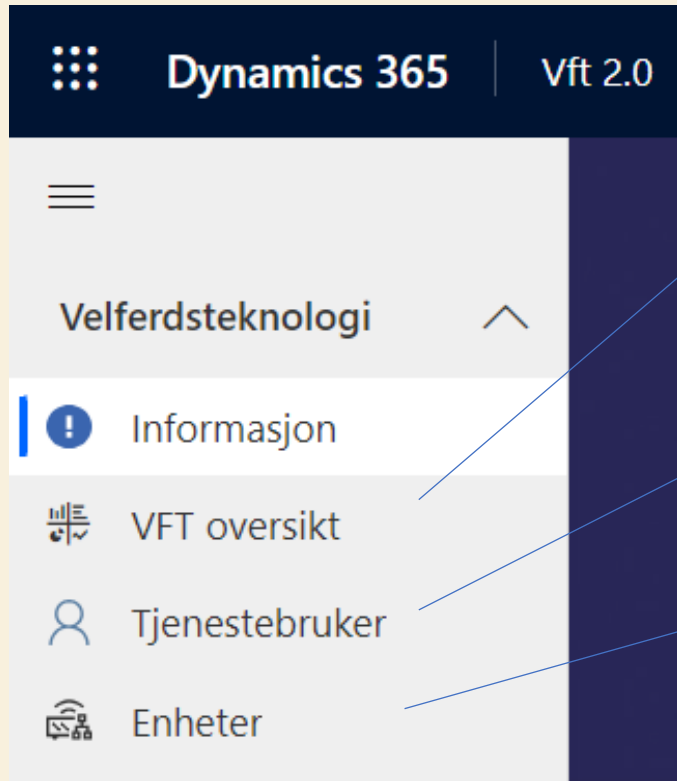 Dynamics 365 Vft 2.0
Velferdsteknologi
Informasjon
VFT oversikt
Tjenestebruker
Enheter